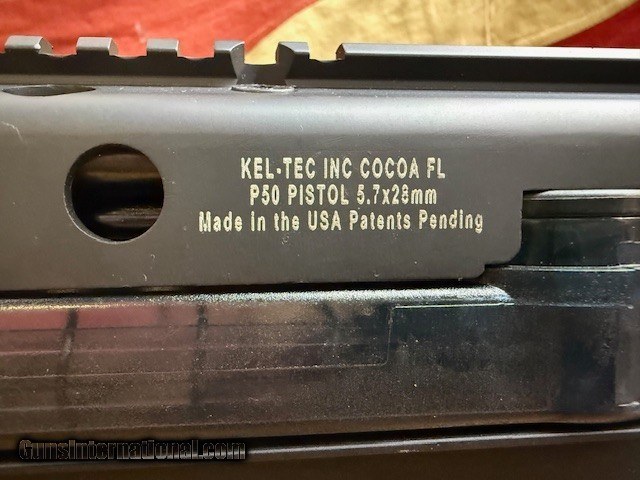 KEL-TEC INC COCOA FL
P50 PISTOL 5.7x28mm
Made in the USA Patents Pending
GunsInternational.com